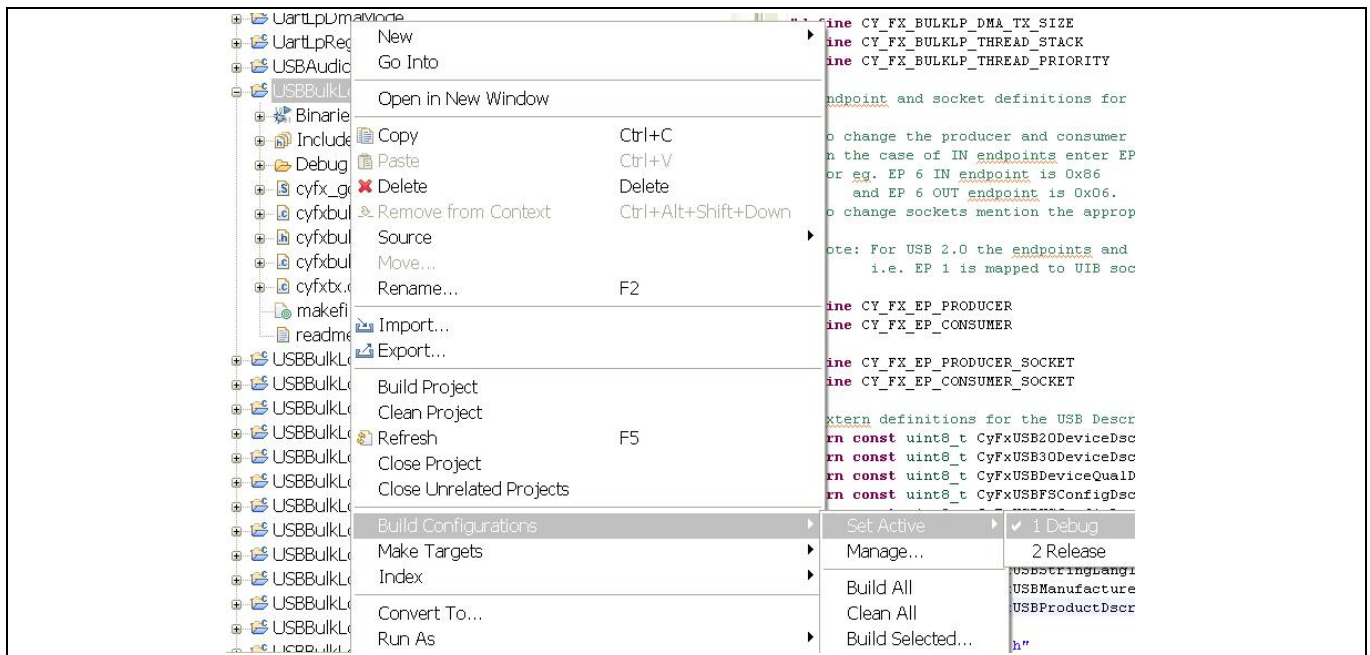 UartLpDmaMode
UartLpReg
USBAudio
USBBulkL
Binarie
Include
Debug
cyfx_g
cyfxbul
cyfxbul
cyfxbul
cyfxtx.
makefi
readme
USBBulkL
USBBulkL
USBBulkL
USBBulkL
USBBulkL
USBBulkL
USBBulkL
USBBulkL
USBBulkL
USBBulkL
USBBulkL
USBBulkL
USBBulkL
New
Go Into
Open in New Window
Copy Ctrl+C
Paste Ctrl+V
Delete Delete
Remove from Context Ctrl+Alt+Shift+Down
Source
Move...
Rename... F2
Import...
Export...
Build Project
Clean Project
Refresh F5
Close Project
Close Unrelated Projects
Build Configurations
Make Targets
Index
Convert To...
Run As
Set Active
Manage...
Build All
Clean All
Build Selected...
1 Debug
2 Release
fine CY_FX_BULKLP_DMA_TX_SIZE
ine CY_FX_BULKLP_THREAD_STACK
ine CY_FX_BULKLP_THREAD_PRIORITY
ndpoint and socket definitions for
o change the producer and consumer
n the case of IN endpoints enter EP
or eg. EP 6 IN endpoint is 0x86
and EP 6 OUT endpoint is 0x06.
o change sockets mention the approp
ote: For USB 2.0 the endpoints and
i.e. EP 1 is mapped to UIB soc
ine CY_FX_EP_PRODUCER
ine CY_FX_EP_CONSUMER
ine CY_FX_EP_PRODUCER_SOCKET
ine CY_FX_EP_CONSUMER_SOCKET
xtern definitions for the USB Descr
rn const uint8_t CyFxUSB20DeviceDsc
rn const uint8_t CyFxUSB30DeviceDsc
rn const uint8_t CyFxUSBDeviceQualD
rn const uint8_t CyFxUSBFSConfigDsc
USBStringLangI
USBManufacture
USBProductDscr
h"